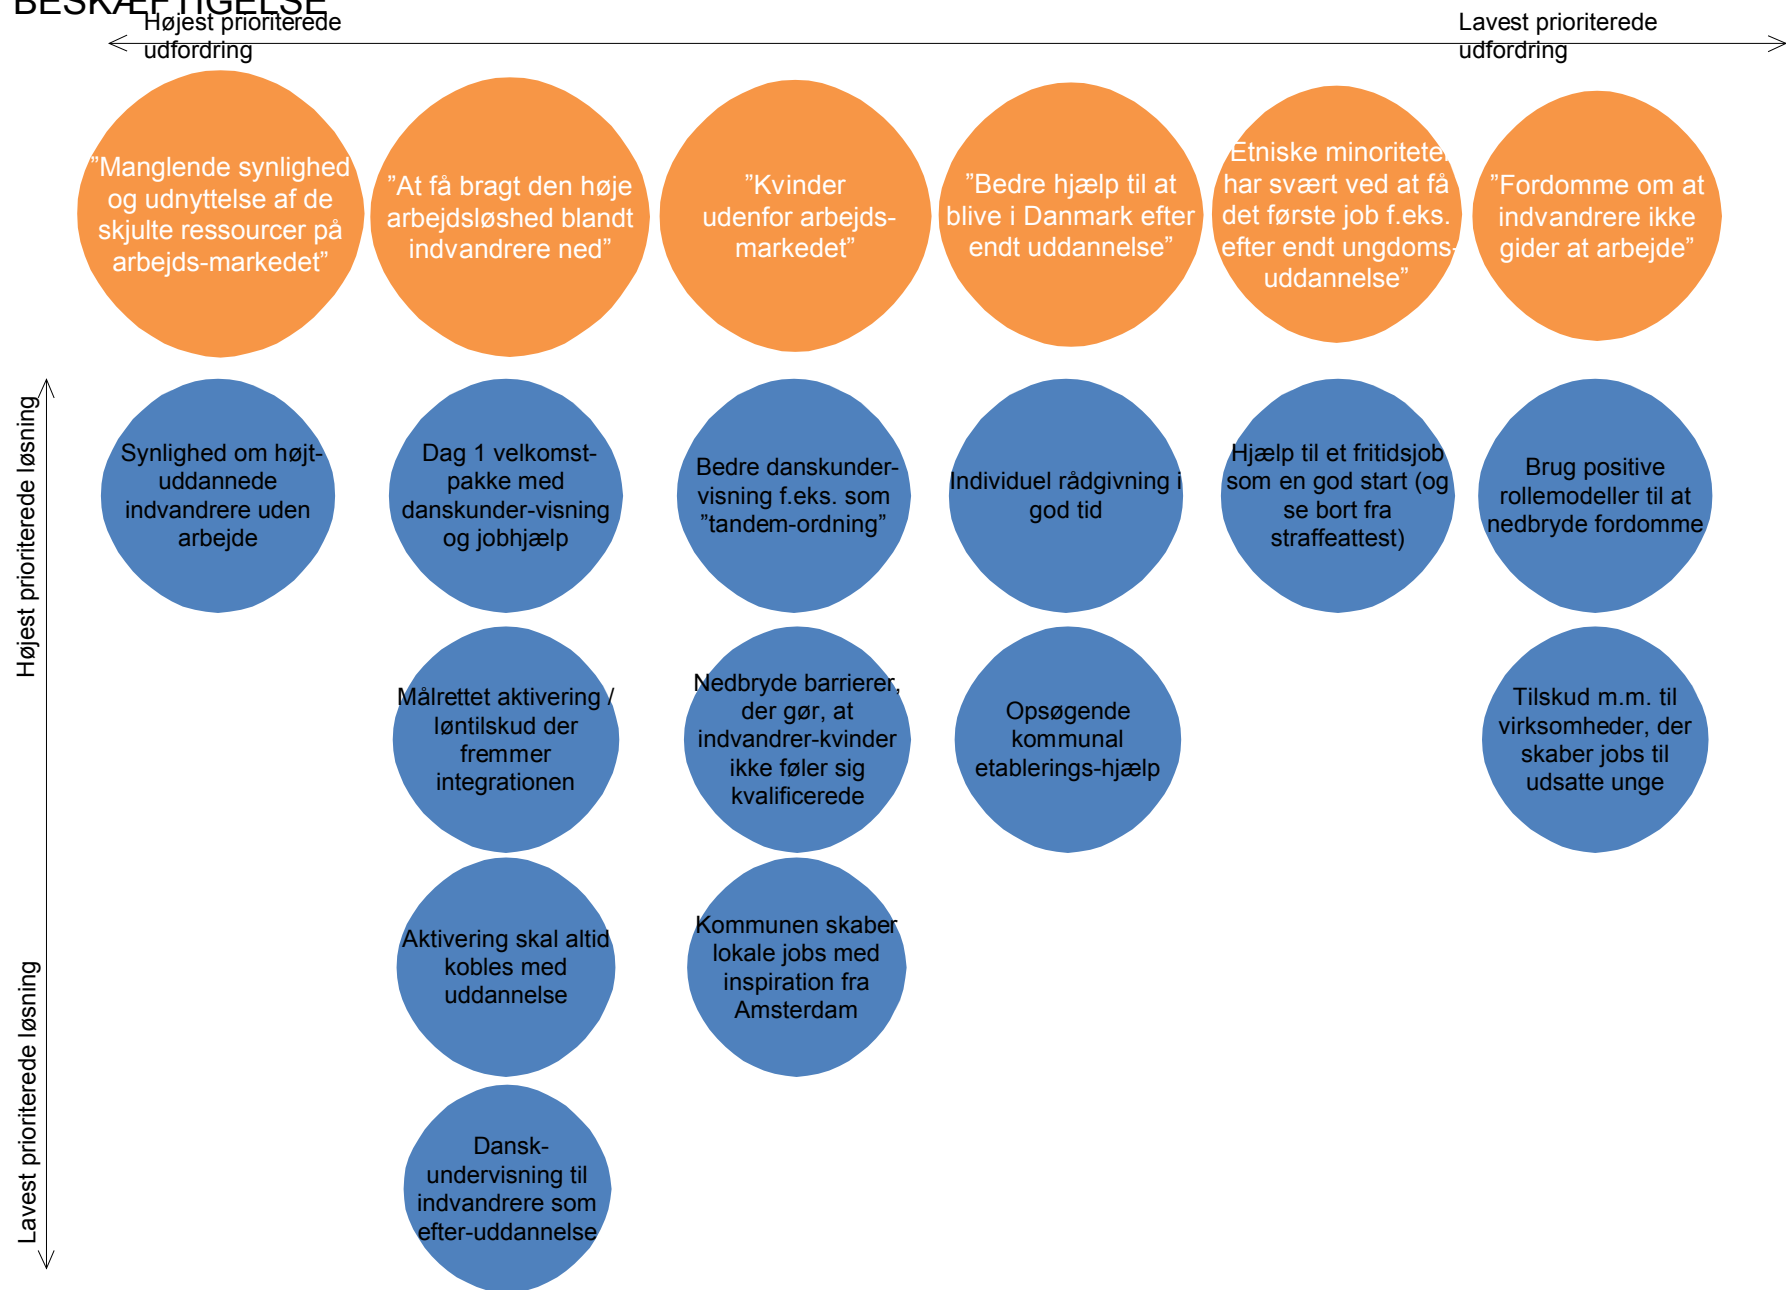 BESKÆFTIGELSE
Højest prioriterede
udfordring
Lavest prioriterede
udfordring
”Manglende synlighed
og udnyttelse af de
skjulte ressourcer på
arbejds-markedet”
”At få bragt den høje
arbejdsløshed blandt
indvandrere ned”
”Kvinder
udenfor arbejds-
markedet”
”Bedre hjælp til at
blive i Danmark efter
endt uddannelse”
Etniske minoriteter
har svært ved at få
det første job f.eks.
efter endt ungdoms-
uddannelse”
”Fordomme om at
indvandrere ikke
gider at arbejde”
Højest prioriterede løsning
Synlighed om højt-
uddannede
indvandrere uden
arbejde
Dag 1 velkomst-
pakke med
danskunder-visning
og jobhjælp
Bedre danskunder-
visning f.eks. som
”tandem-ordning”
Individuel rådgivning i
god tid
Hjælp til et fritidsjob
som en god start (og
se bort fra
straffeattest)
Brug positive
rollemodeller til at
nedbryde fordomme
Målrettet aktivering /
løntilskud der
fremmer
integrationen
Nedbryde barrierer,
der gør, at
indvandrer-kvinder
ikke føler sig
kvalificerede
Opsøgende
kommunal
etablerings-hjælp
Tilskud m.m. til
virksomheder, der
skaber jobs til
udsatte unge
Aktivering skal altid
kobles med
uddannelse
Kommunen skaber
lokale jobs med
inspiration fra
Amsterdam
Lavest prioriterede løsning
Dansk-
undervisning til
indvandrere som
efter-uddannelse